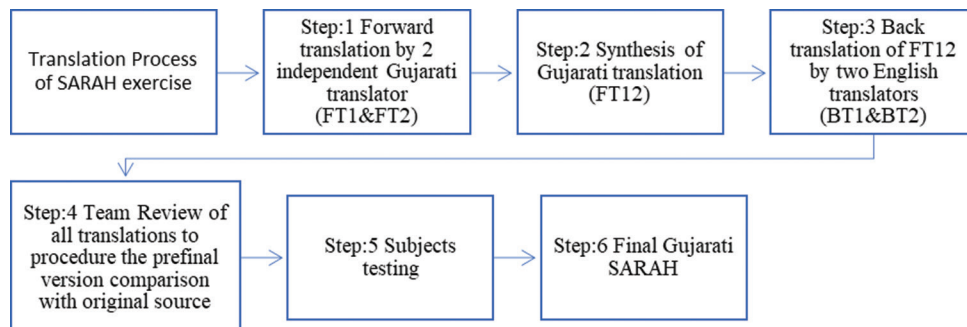 Translation Process
of SARAH exercise
Step:1 Forward
translation by 2
independent Gujarati
translator
(FT1&FT2)
Step:2 Synthesis of
Gujarati translation
(FT12)
Step:3 Back
translation of FT12
by two English
translators
(BT1&BT2)
Step:4 Team Review of
all translations to
procedure the prefinal
version comparison
with original source
Step:5 Subjects
testing
Step:6 Final Gujarati
SARAH